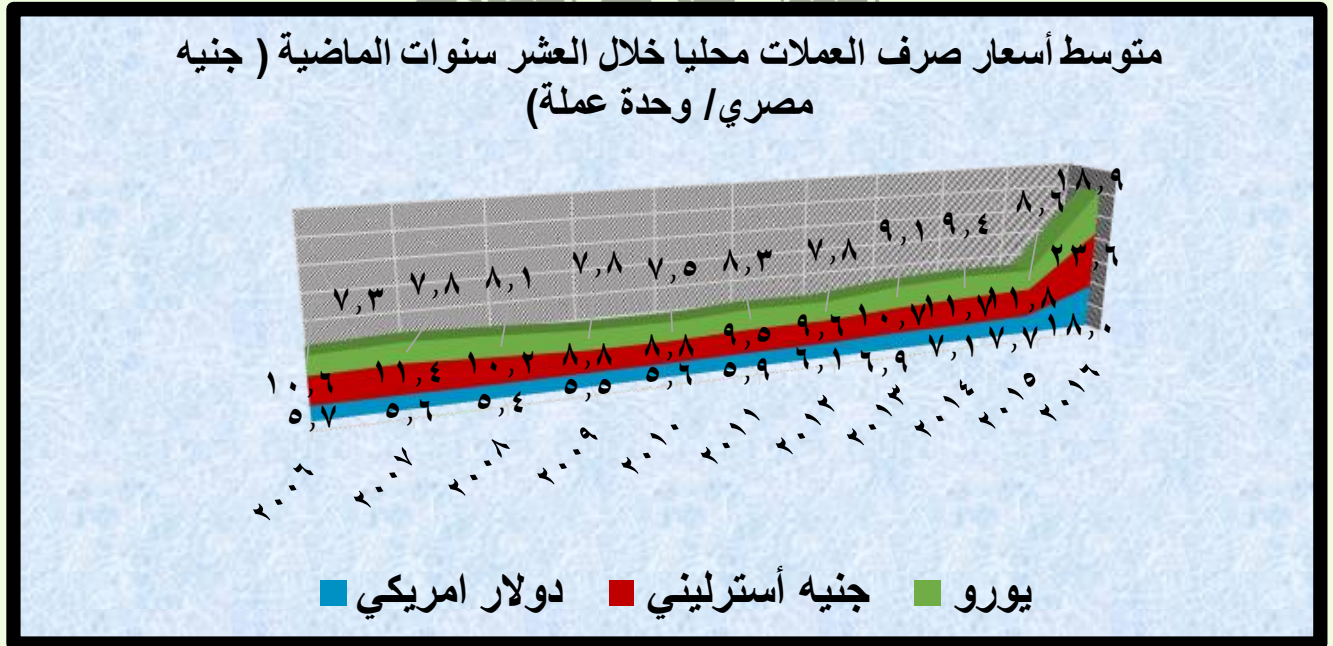 متوسط أسعار صرف العملات محليا خلال العشر سنوات الماضية ( جنيه
مصري/ وحدة عملة)
٧,٣ ٧,٨ ٨,١ ٧,٨ ٧,٥ ٨,٣ ٧,٨ ٩,١ ٩,٤ ٨,٦ ١٨,٩
١٠,٦ ١١,٤ ١٠,٢ ٨,٨ ٨,٨ ٩,٥ ٩,٦ ١٠,٧ ١١,٧ ١١,٨ ٢٣,٦
٥,٧ ٥,٦ ٥,٤ ٥,٥ ٥,٦ ٥,٩ ٦,١ ٦,٩ ٧,١ ٧,٧ ١٨,٠
٢٠٠٦ ٢٠٠٧ ٢٠٠٨ ٢٠٠٩ ٢٠١٠ ٢٠١١ ٢٠١٢ ٢٠١٣ ٢٠١٤ ٢٠١٥ ٢٠١٦
يورو جنيه أسترليني دولار امريكي